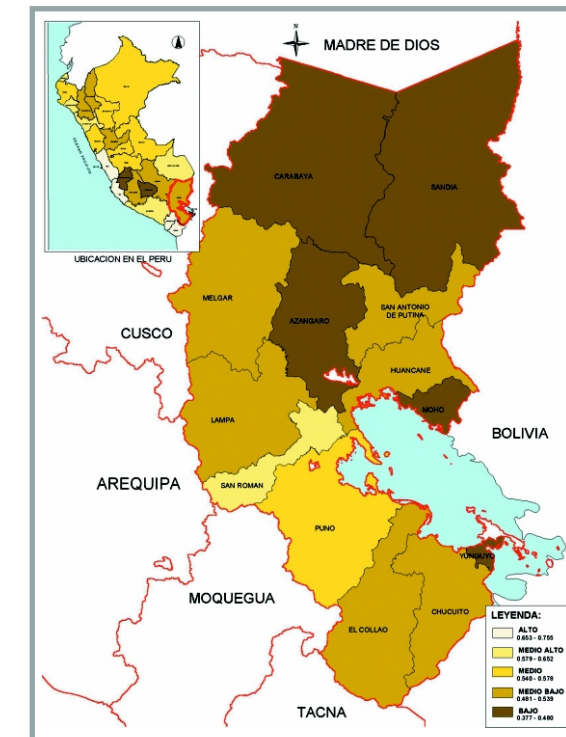 N
MADRE DE DIOS
UBICACION EN EL PERU
CARABAYA
SANDIA
MELGAR
AZANGARO
SAN ANTONIO
DE PUTINA
CUSCO
HUANCANE
MOHO
LAMPA
BOLIVIA
AREQUIPA
SAN ROMAN
PUNO
YUNGUYO
MOQUEGUA
CHUCUITO
EL COLLAO
TACNA
LEYENDA:
ALTO
0.653 - 0.755
MEDIO ALTO
0.579 - 0.652
MEDIO
0.540 - 0.578
MEDIO BAJO
0.481 - 0.539
BAJO
0.377 - 0.480